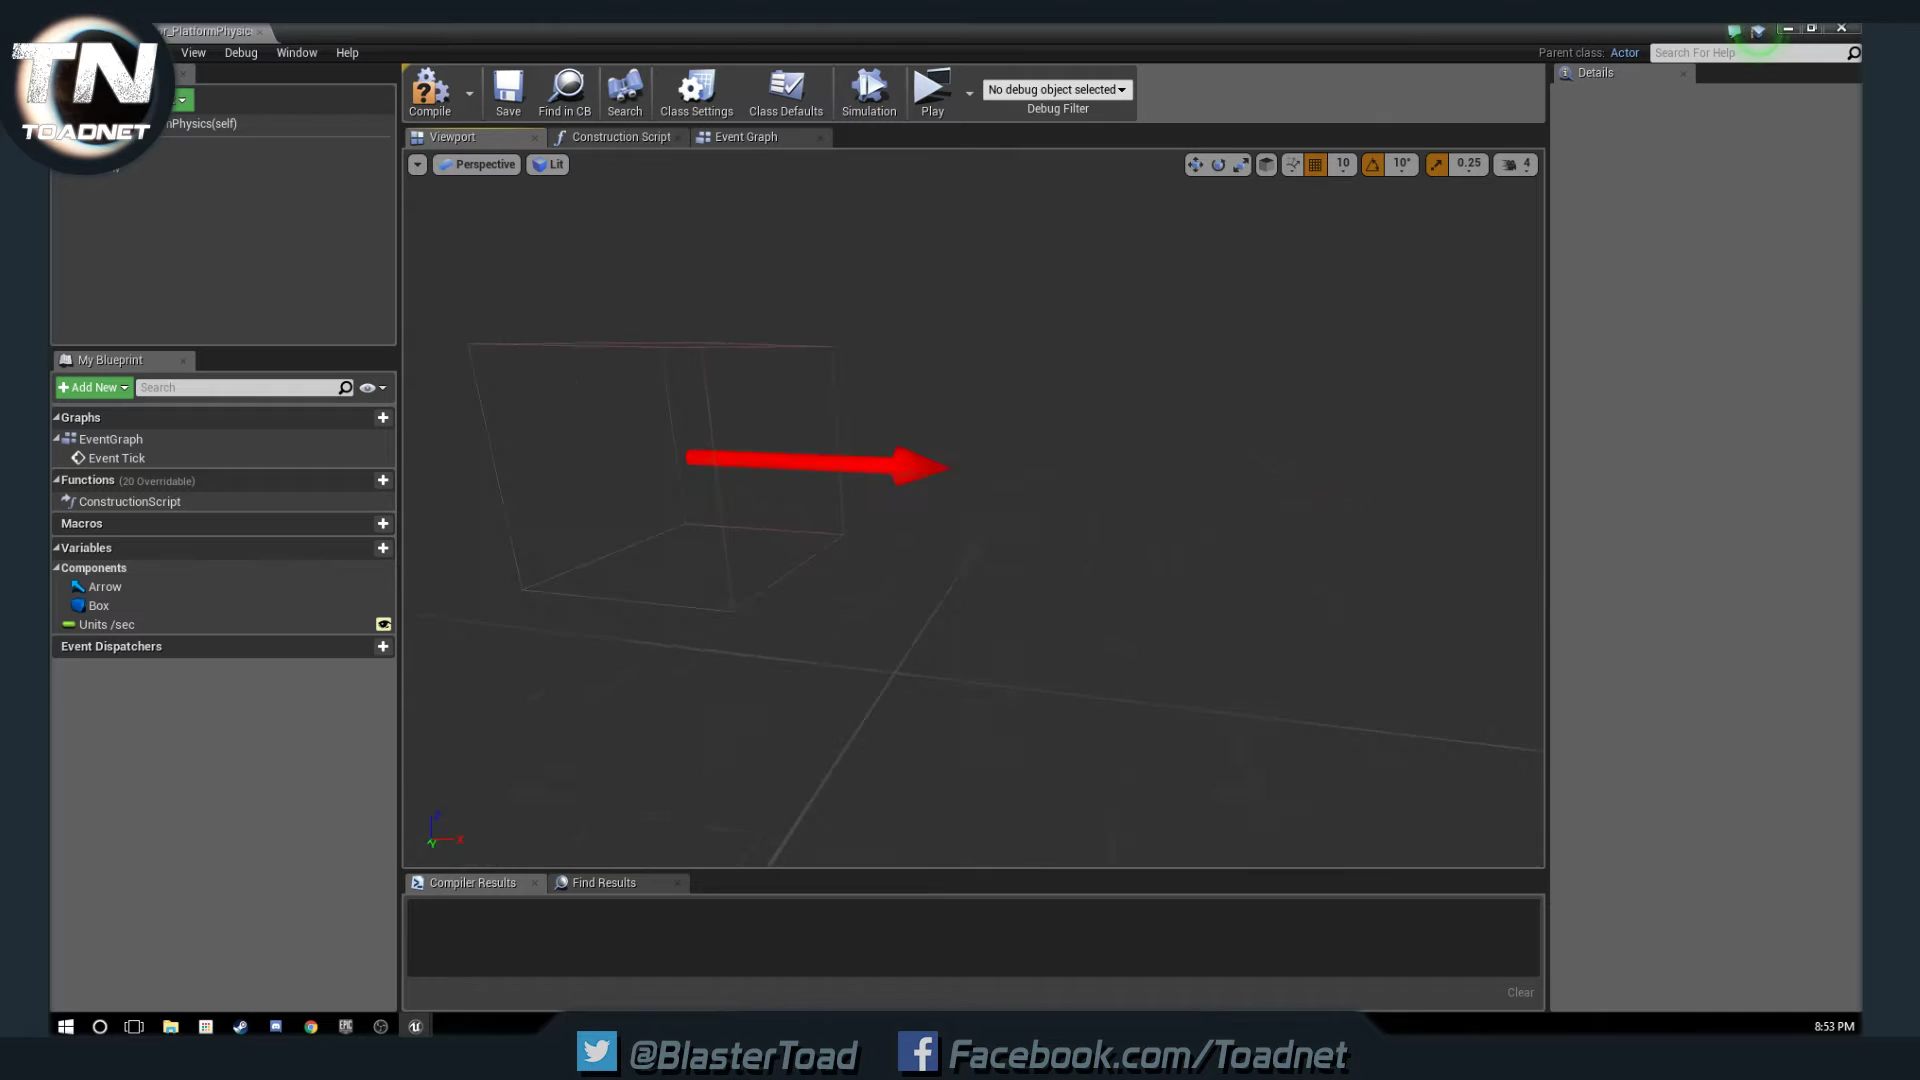 or_PlatformPhysic
TN
TOADNET
View Debug Window Help
Parent class: Actor
Search For Help
mPhysics(self)
Compile
Save
Find in CB
Search
Class Settings
Class Defaults
Simulation
Play
No debug object selected
Debug Filter
Details
Viewport
Construction Script
Event Graph
Perspective
Lit
10
10°
0.25
4
My Blueprint
Add New
Search
Graphs
EventGraph
Event Tick
Functions (20 Overridable)
ConstructionScript
Macros
Variables
Components
Arrow
Box
Units /sec
Event Dispatchers
Z
X
Y
Compiler Results
Find Results
Clear
EPIC
8:53 PM
@BlasterToad
Facebook.com/Toadnet